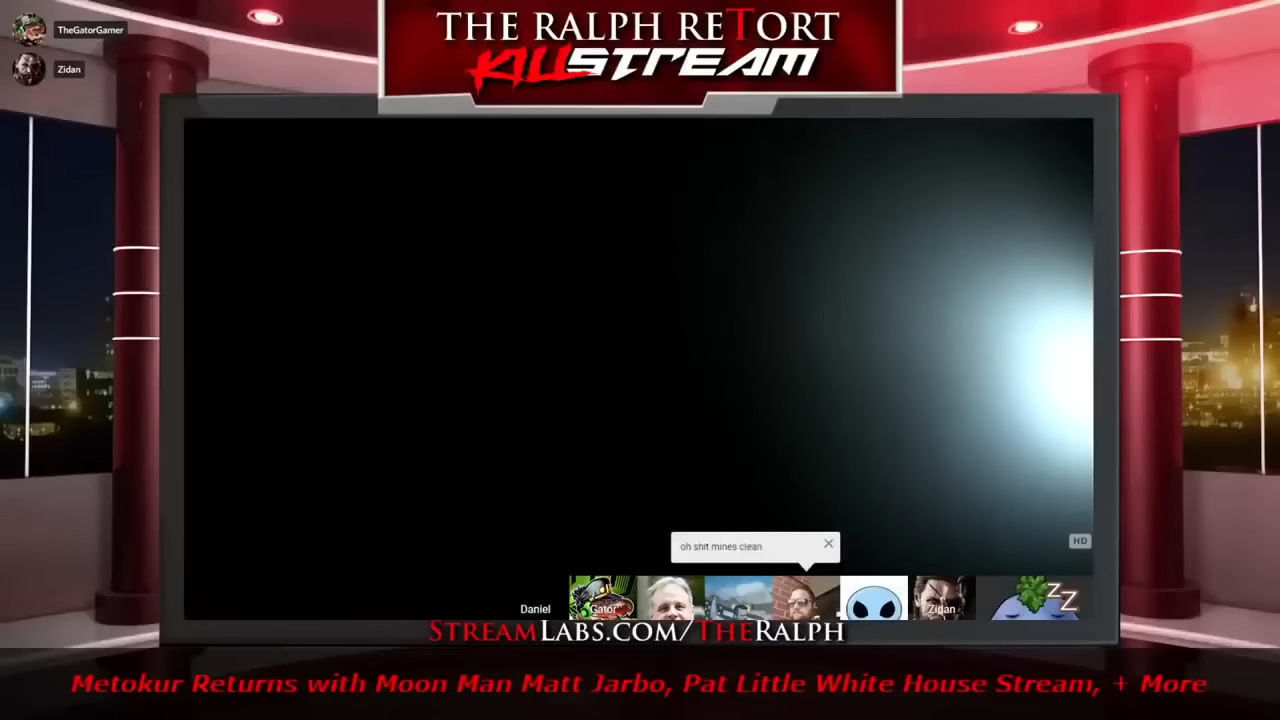 TheGatorGamer
Zidan
THE RALPH RETORT
KILLSTREAM
oh shit mines clean
HD
Daniel
Gator
Zidan
Z
Z
STREAMLABS.COM/THERALPH
Metokur Returns with Moon Man Matt Jarbo, Pat Little White House Stream, + More